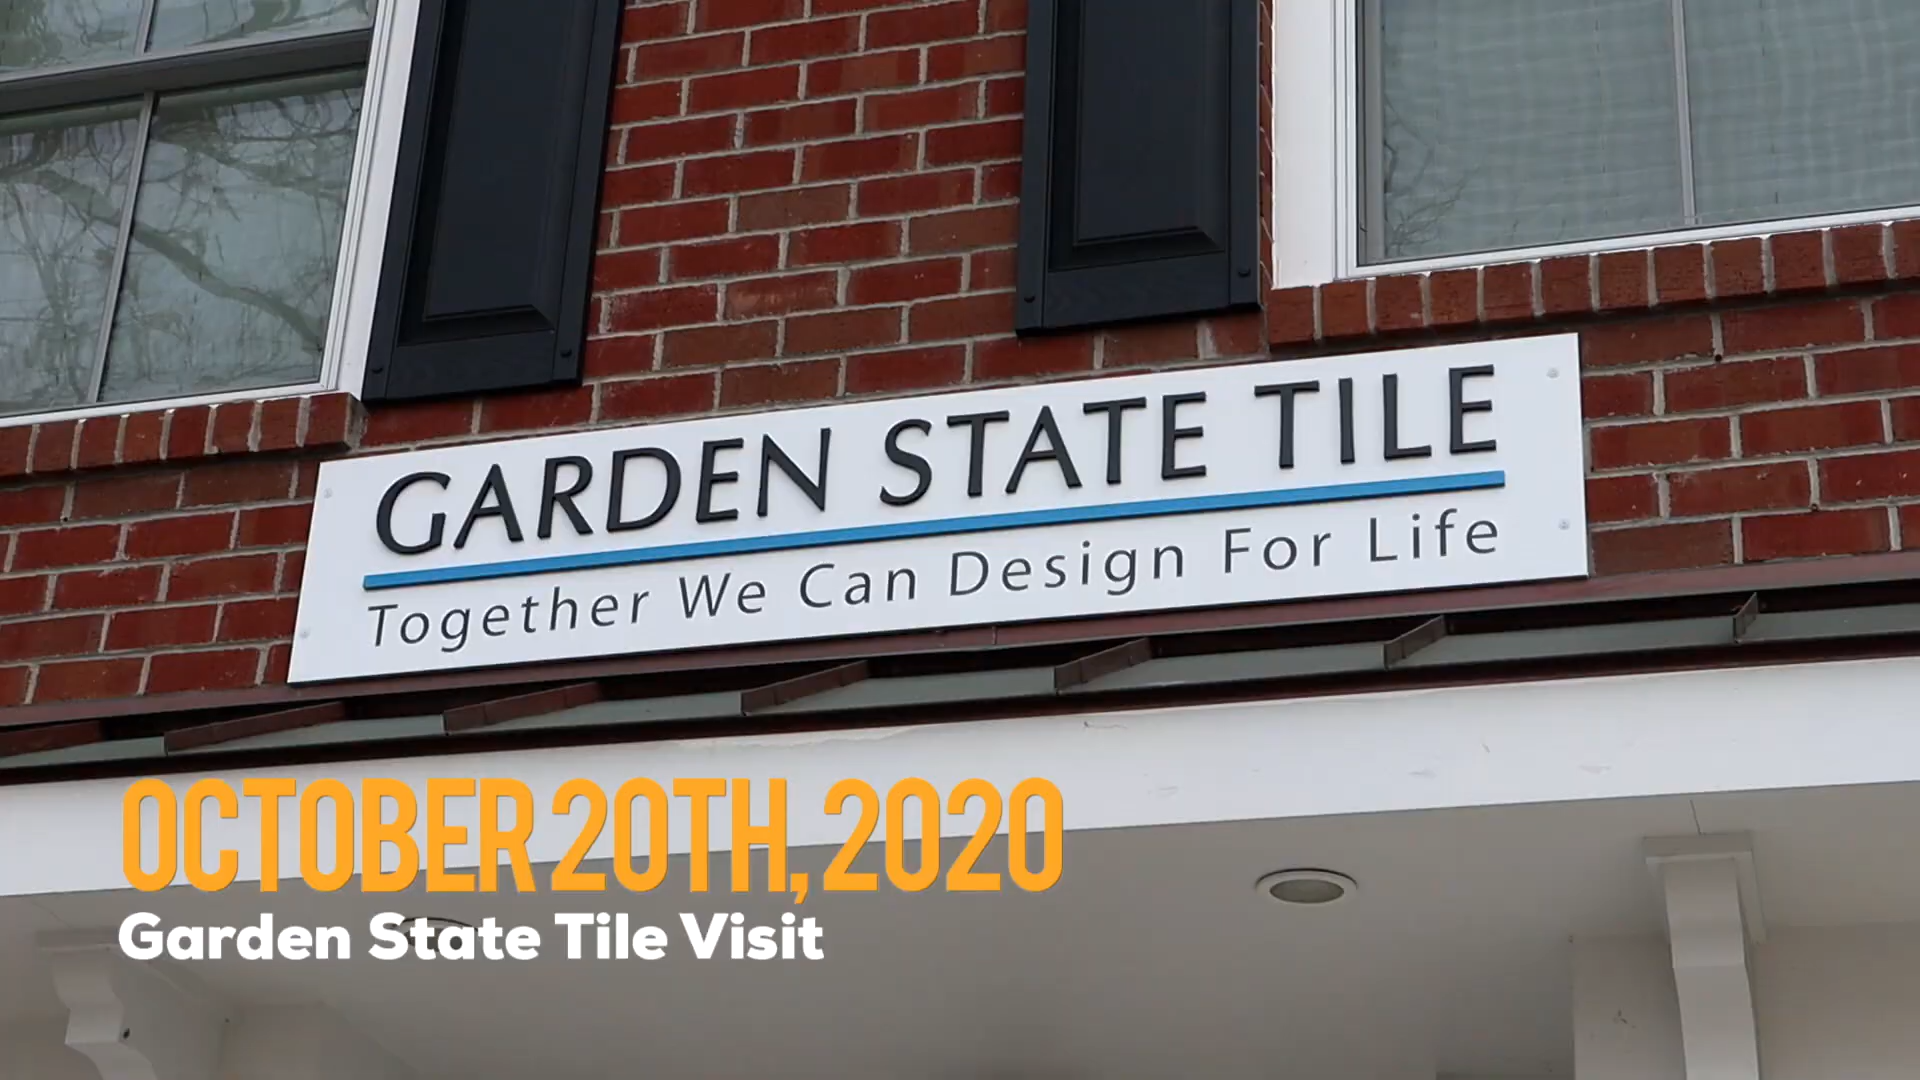 GARDEN STATE TILE
Together We Can Design For Life
OCTOBER 20TH, 2020
Garden State Tile Visit